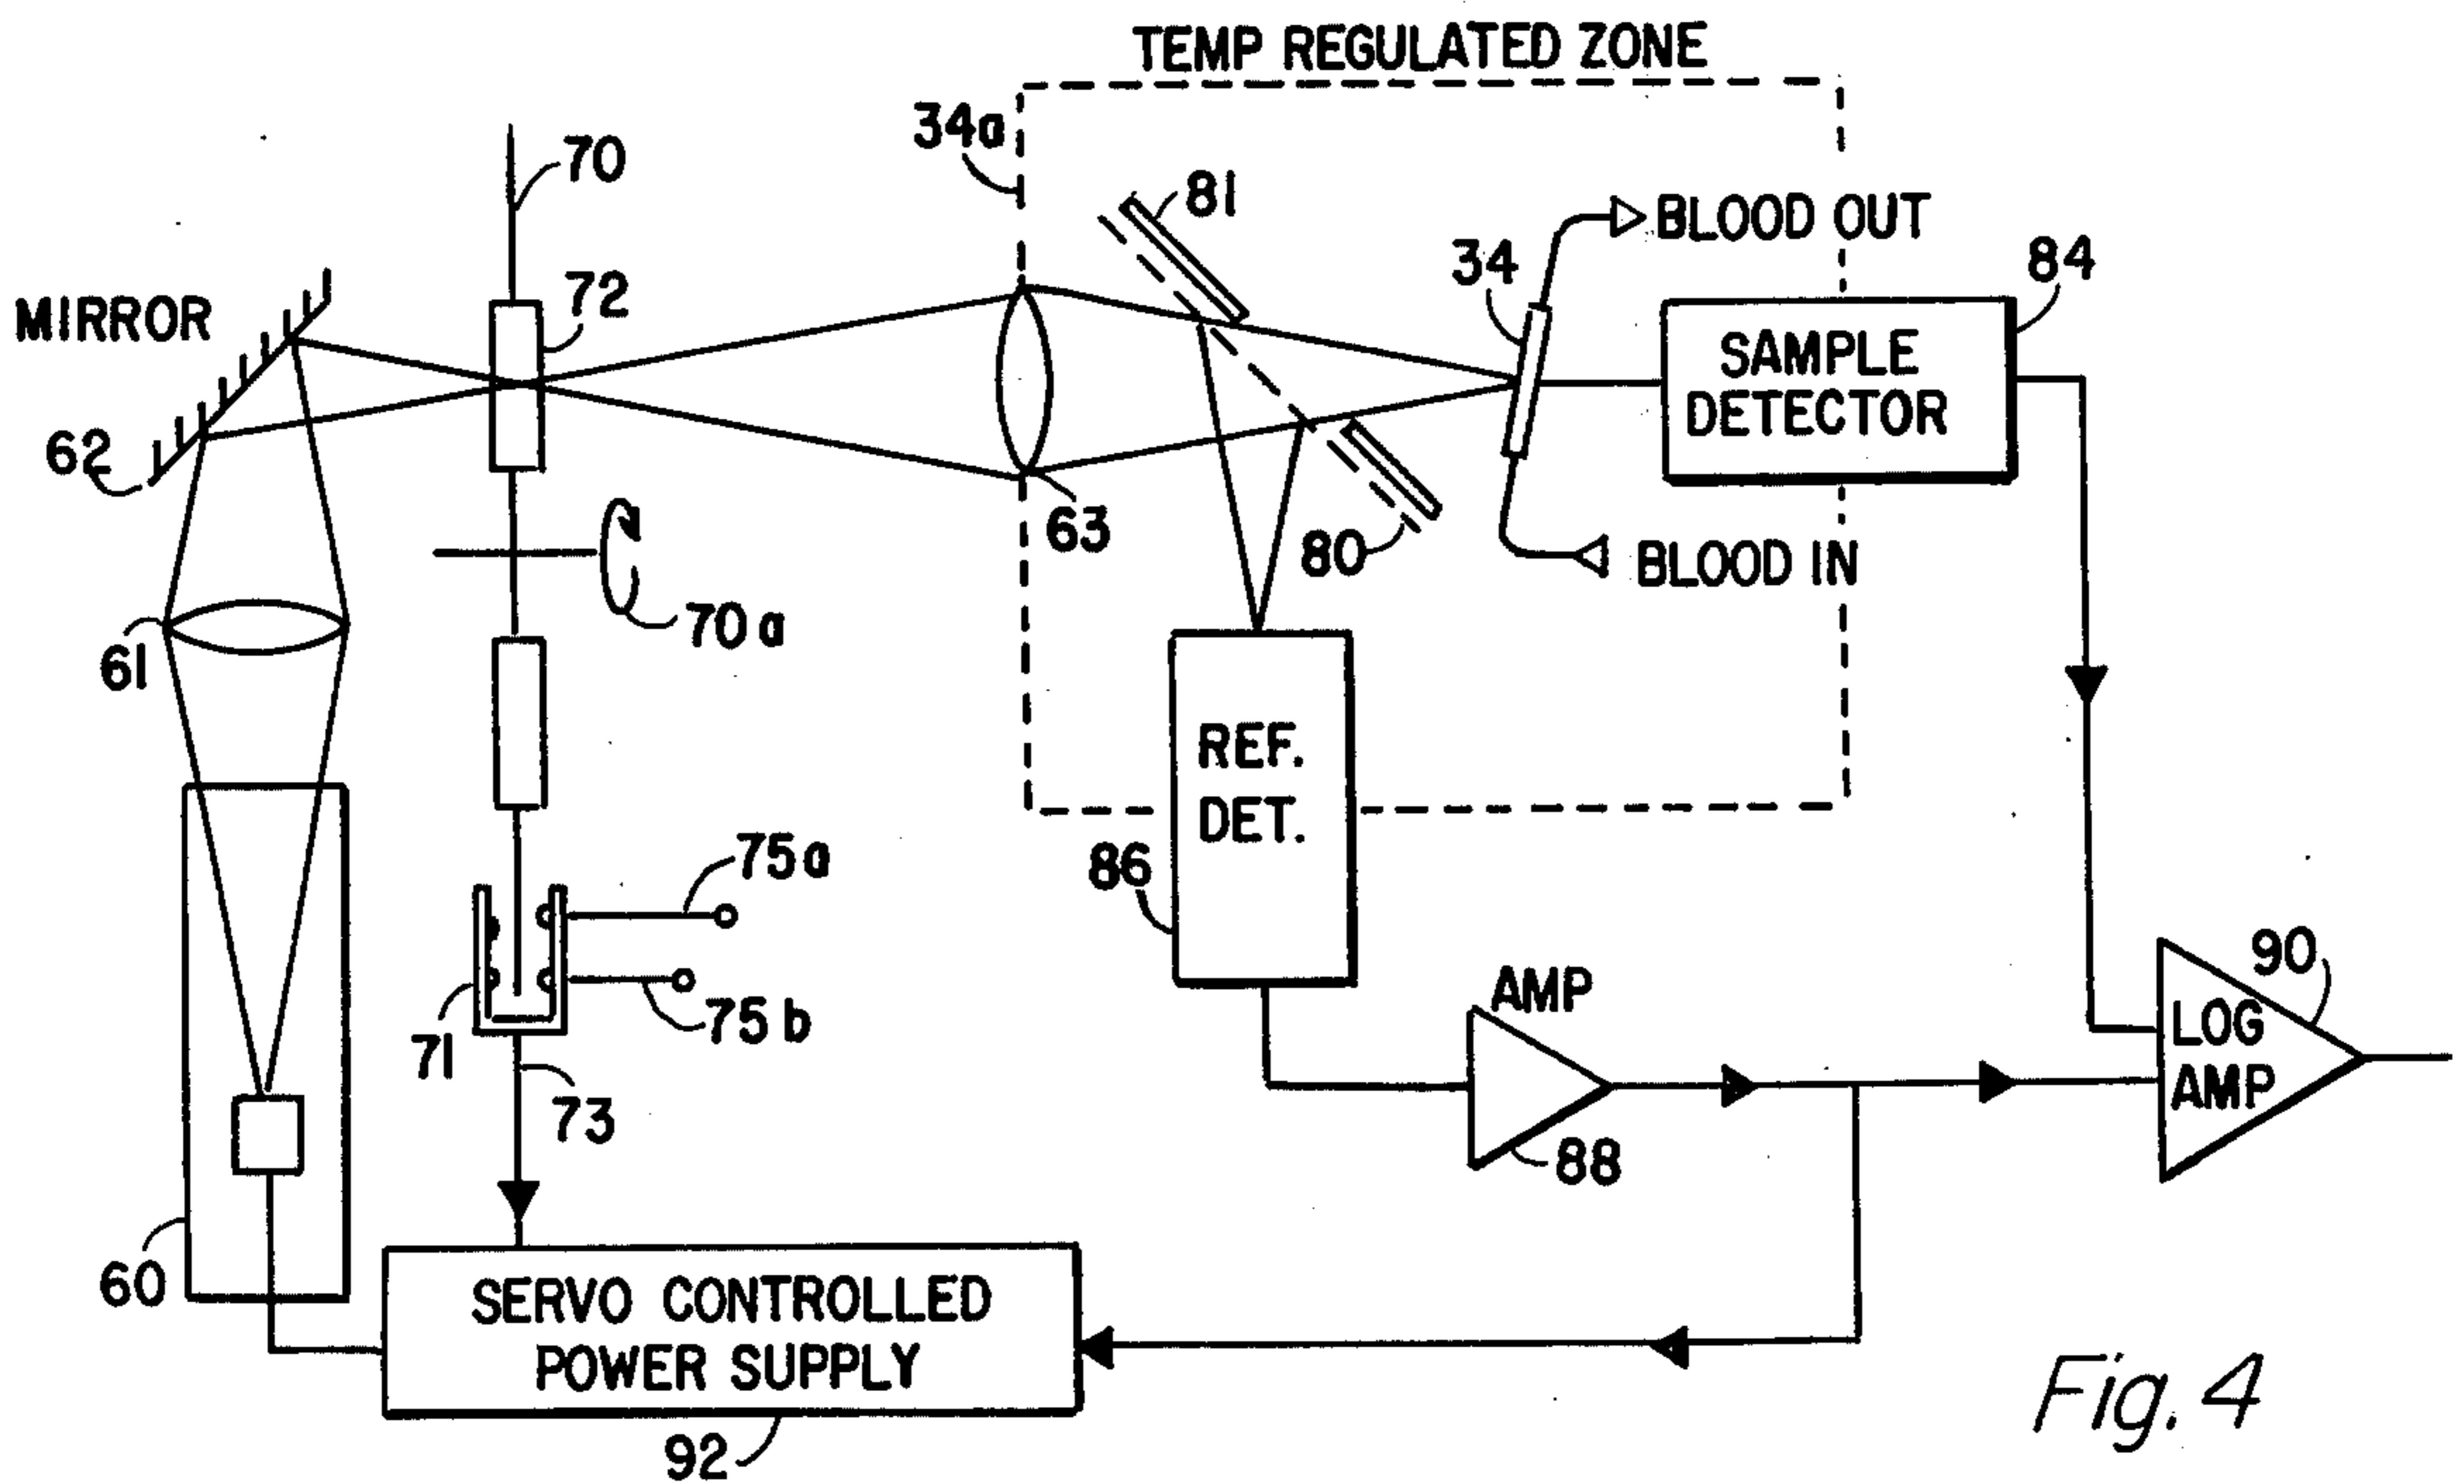 TEMP REGULATED ZONE
34a
70
81
BLOOD OUT
34
84
72
MIRROR
SAMPLE
DETECTOR
62
63
80
BLOOD IN
70a
61
REF.
DET.
75a
86
90
AMP
LOG
AMP
75b
71
73
88
60
SERVO CONTROLLED
POWER SUPPLY
92
Fig. 4